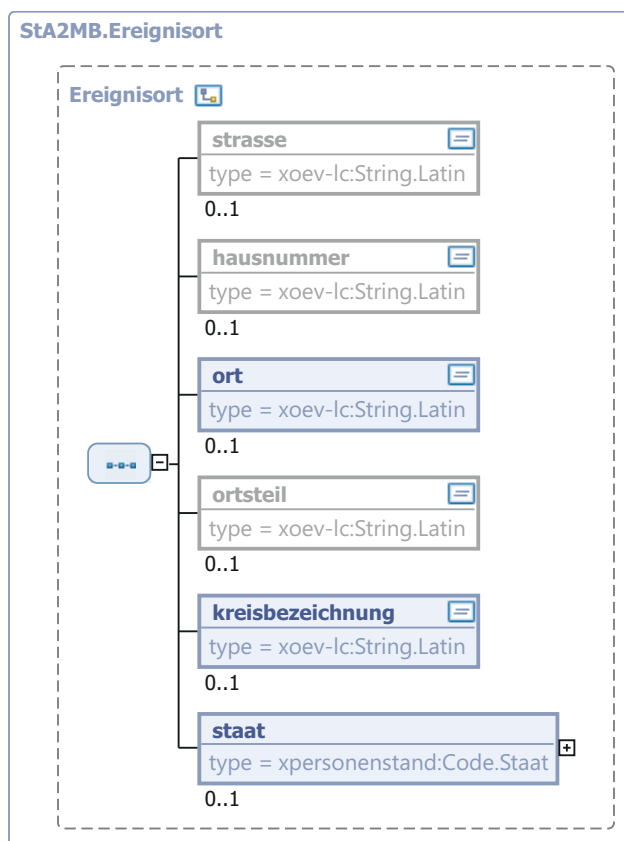 StA2MB.Ereignisort
Ereignisort
strasse
type = xoev-lc:String.Latin
0..1
hausnummer
type = xoev-lc:String.Latin
0..1
ort
type = xoev-lc:String.Latin
0..1
ortsteil
type = xoev-lc:String.Latin
0..1
kreisbezeichnung
type = xoev-lc:String.Latin
0..1
staat
type = xpersonenstand:Code.Staat
0..1